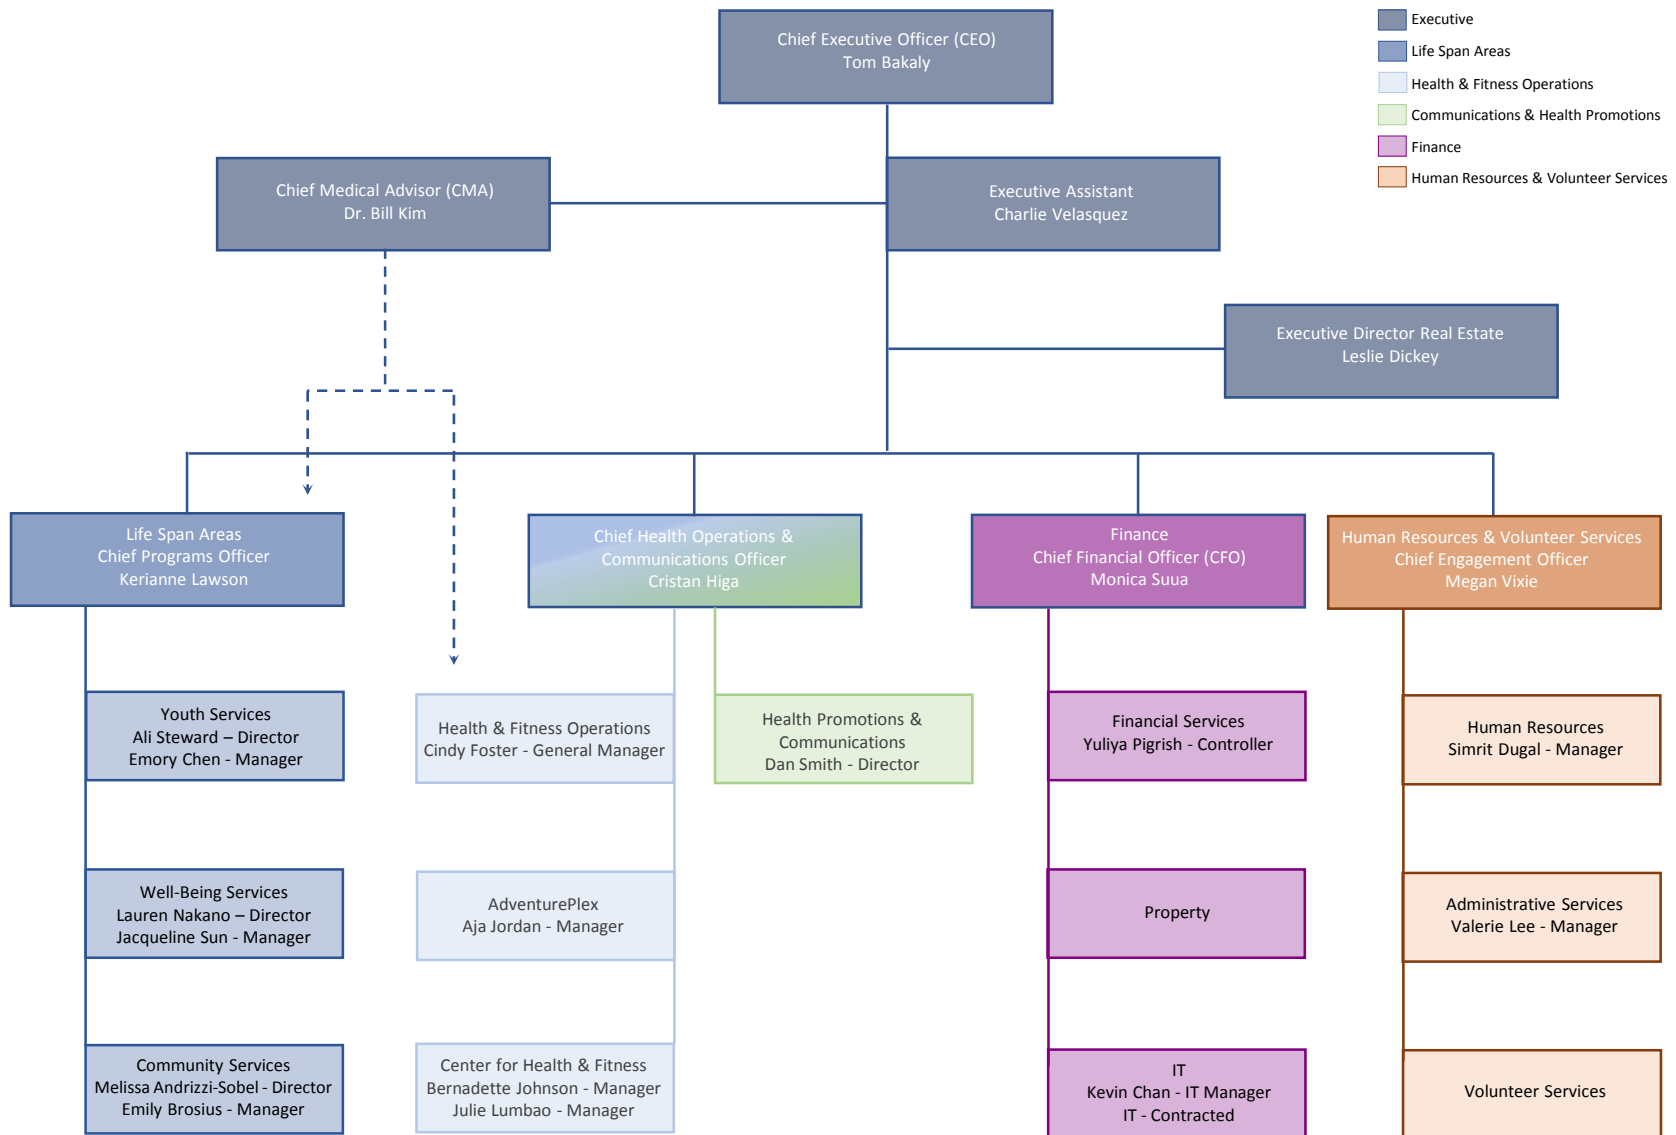 Chief Executive Officer (CEO)
Tom Bakaly
Executive
Life Span Areas
Health & Fitness Operations
Communications & Health Promotions
Finance
Human Resources & Volunteer Services
Chief Medical Advisor (CMA)
Dr. Bill Kim
Executive Assistant
Charlie Velasquez
Executive Director Real Estate
Leslie Dickey
Life Span Areas
Chief Programs Officer
Kerianne Lawson
Chief Health Operations &
Communications Officer
Cristan Higa
Finance
Chief Financial Officer (CFO)
Monica Suua
Human Resources & Volunteer Services
Chief Engagement Officer
Megan Vixie
Youth Services
Ali Steward – Director
Emory Chen - Manager
Health & Fitness Operations
Cindy Foster - General Manager
Health Promotions &
Communications
Dan Smith - Director
Financial Services
Yuliya Pigrish - Controller
Human Resources
Simrit Dugal - Manager
Well-Being Services
Lauren Nakano – Director
Jacqueline Sun - Manager
AdventurePlex
Aja Jordan - Manager
Property
Administrative Services
Valerie Lee - Manager
Community Services
Melissa Andrizzi-Sobel - Director
Emily Brosius - Manager
Center for Health & Fitness
Bernadette Johnson - Manager
Julie Lumbao - Manager
IT
Kevin Chan - IT Manager
IT - Contracted
Volunteer Services